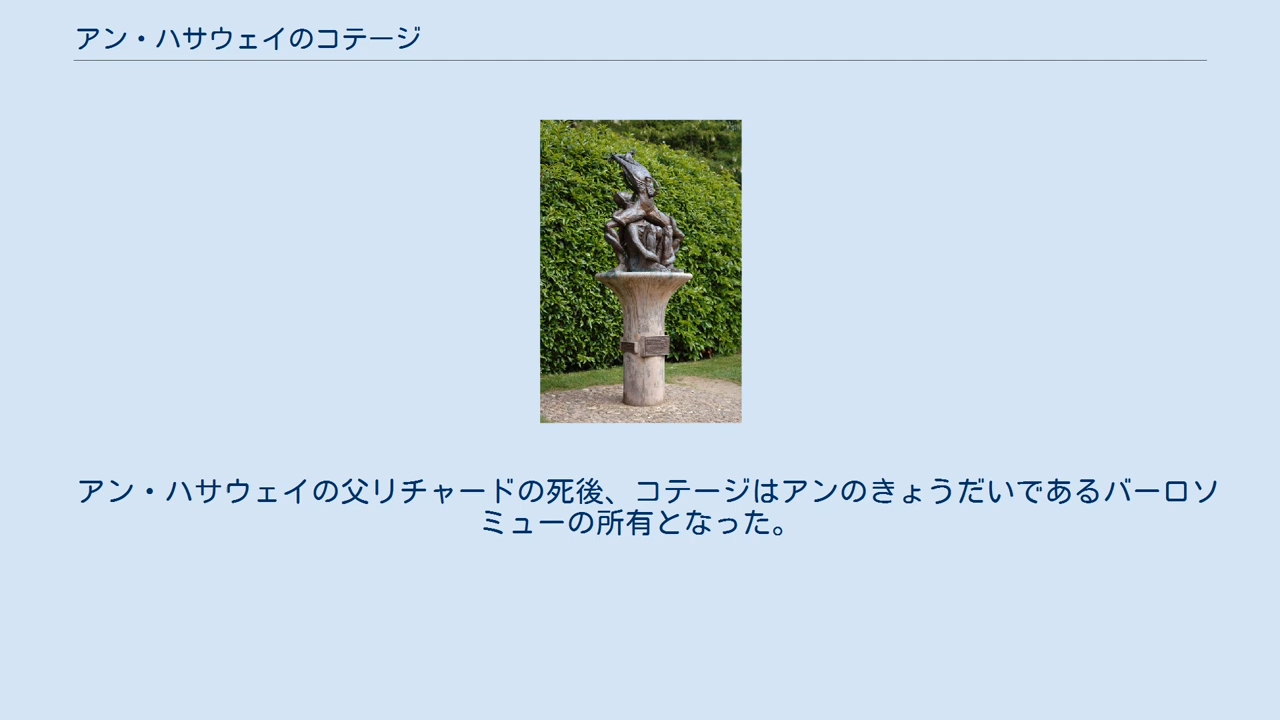 アン・ハサウェイのコテージ
アン・ハサウェイの父リチャードの死後、コテージはアンのきょうだいであるバーロソ
ミューの所有となった。